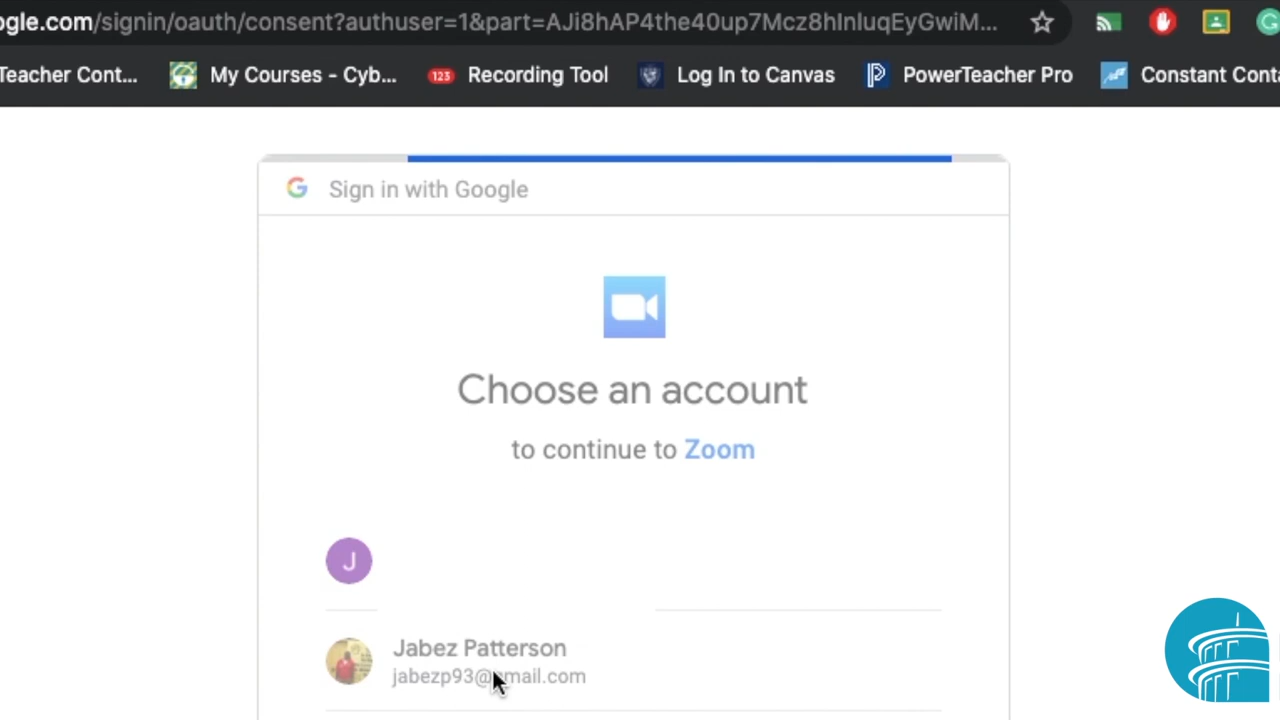 ogle.com/signin/oauth/consent?authuser=1&part=AJi8hAP4the40up7Mcz8hInluqEyGwiM...
Teacher Cont... My Courses - Cyb... 123 Recording Tool Log In to Canvas PowerTeacher Pro Constant Conta
Sign in with Google
Choose an account
to continue to Zoom
J
Jabez Patterson
jabezp93@gmail.com